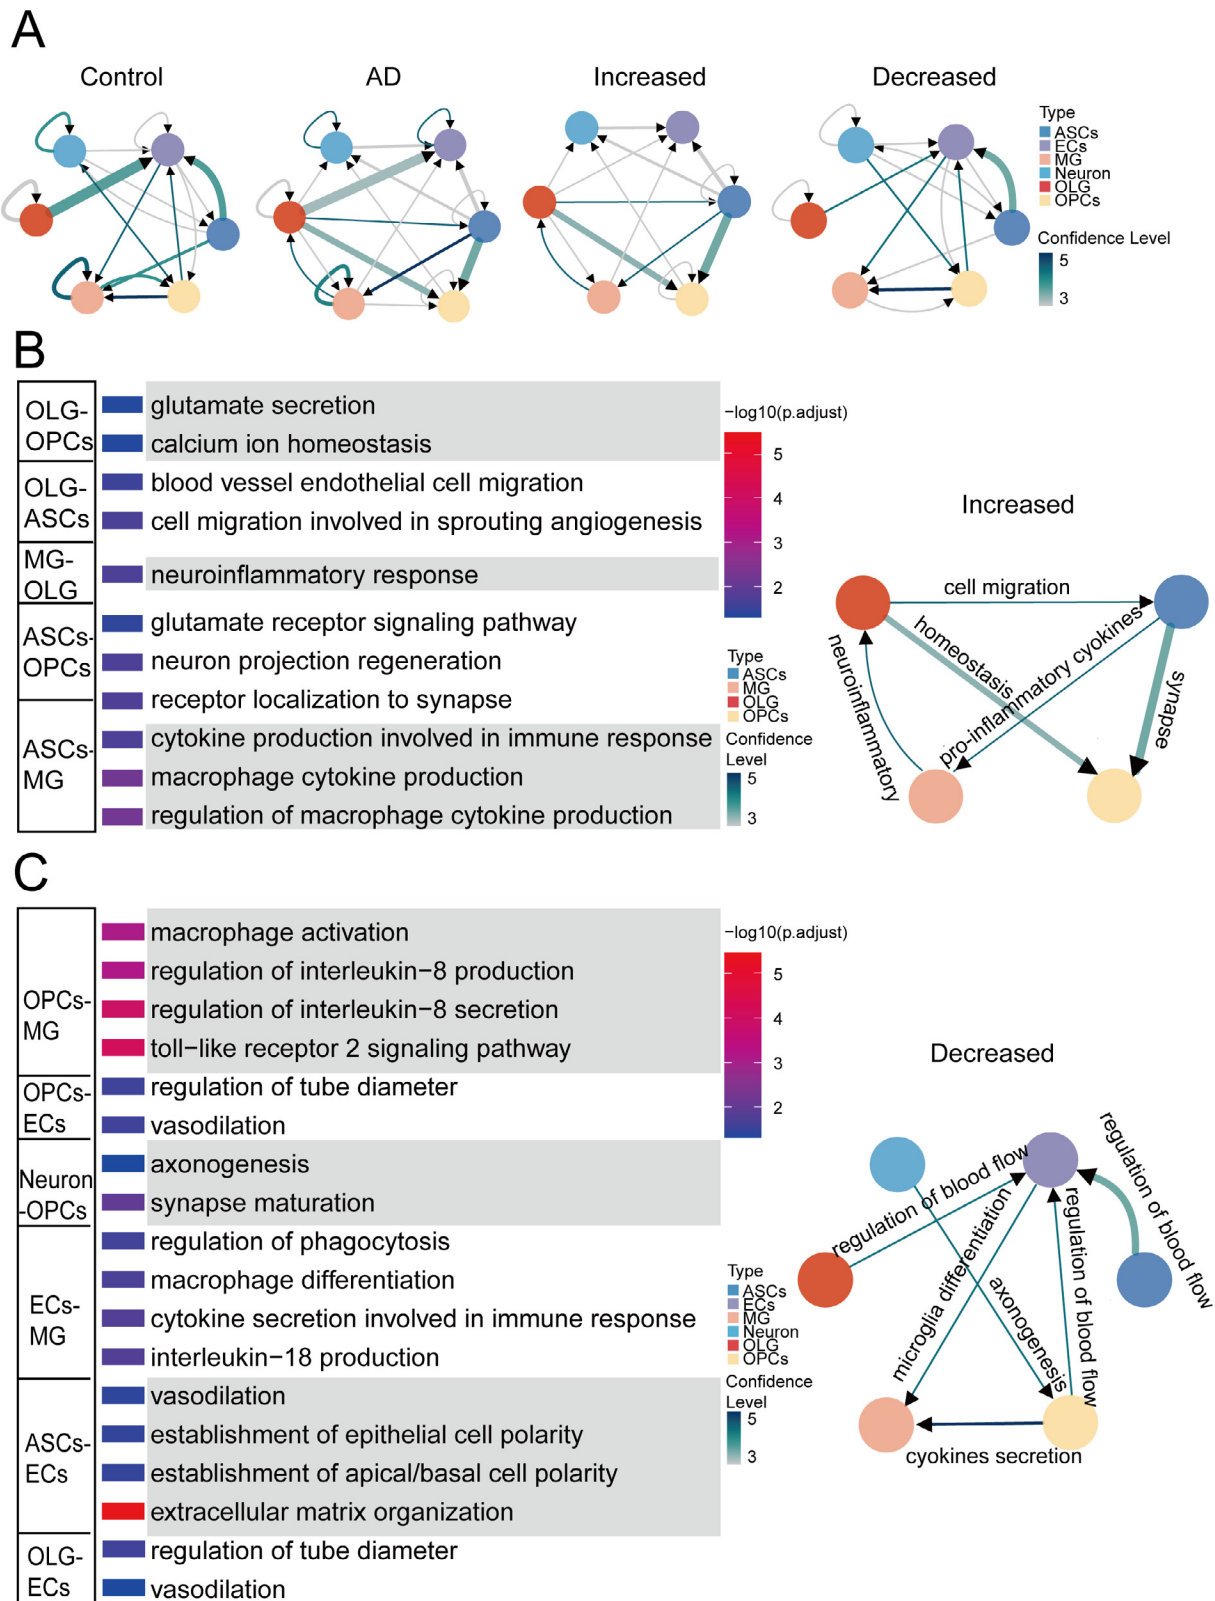 A
Control
AD
Increased
Decreased
Type
ASCs
ECs
MG
Neuron
OLG
OPCs
Confidence Level
5
3
B
OLG-
OPCs
glutamate secretion
calcium ion homeostasis
OLG-
ASCs
blood vessel endothelial cell migration
cell migration involved in sprouting angiogenesis
MG-
OLG
neuroinflammatory response
ASCs-
OPCs
glutamate receptor signaling pathway
neuron projection regeneration
receptor localization to synapse
ASCs-
MG
cytokine production involved in immune response
macrophage cytokine production
regulation of macrophage cytokine production
−log10(p.adjust)
5
4
3
2
Type
ASCs
MG
OLG
OPCs
Confidence
Level
5
3
Increased
cell migration
homeostasis
pro-inflammatory cyokines
neuroinflammatory
synapse
C
OPCs-
MG
macrophage activation
regulation of interleukin−8 production
regulation of interleukin−8 secretion
toll−like receptor 2 signaling pathway
OPCs-
ECs
regulation of tube diameter
vasodilation
Neuron
-OPCs
axonogenesis
synapse maturation
ECs-
MG
regulation of phagocytosis
macrophage differentiation
cytokine secretion involved in immune response
interleukin−18 production
ASCs-
ECs
vasodilation
establishment of epithelial cell polarity
establishment of apical/basal cell polarity
extracellular matrix organization
OLG-
ECs
regulation of tube diameter
vasodilation
−log10(p.adjust)
5
4
3
2
Type
ASCs
ECs
MG
Neuron
OLG
OPCs
Confidence
Level
5
3
Decreased
regulation of blood flow
regulation of blood flow
microglia differentiation
axonogenesis
regulation of blood flow
cyokines secretion